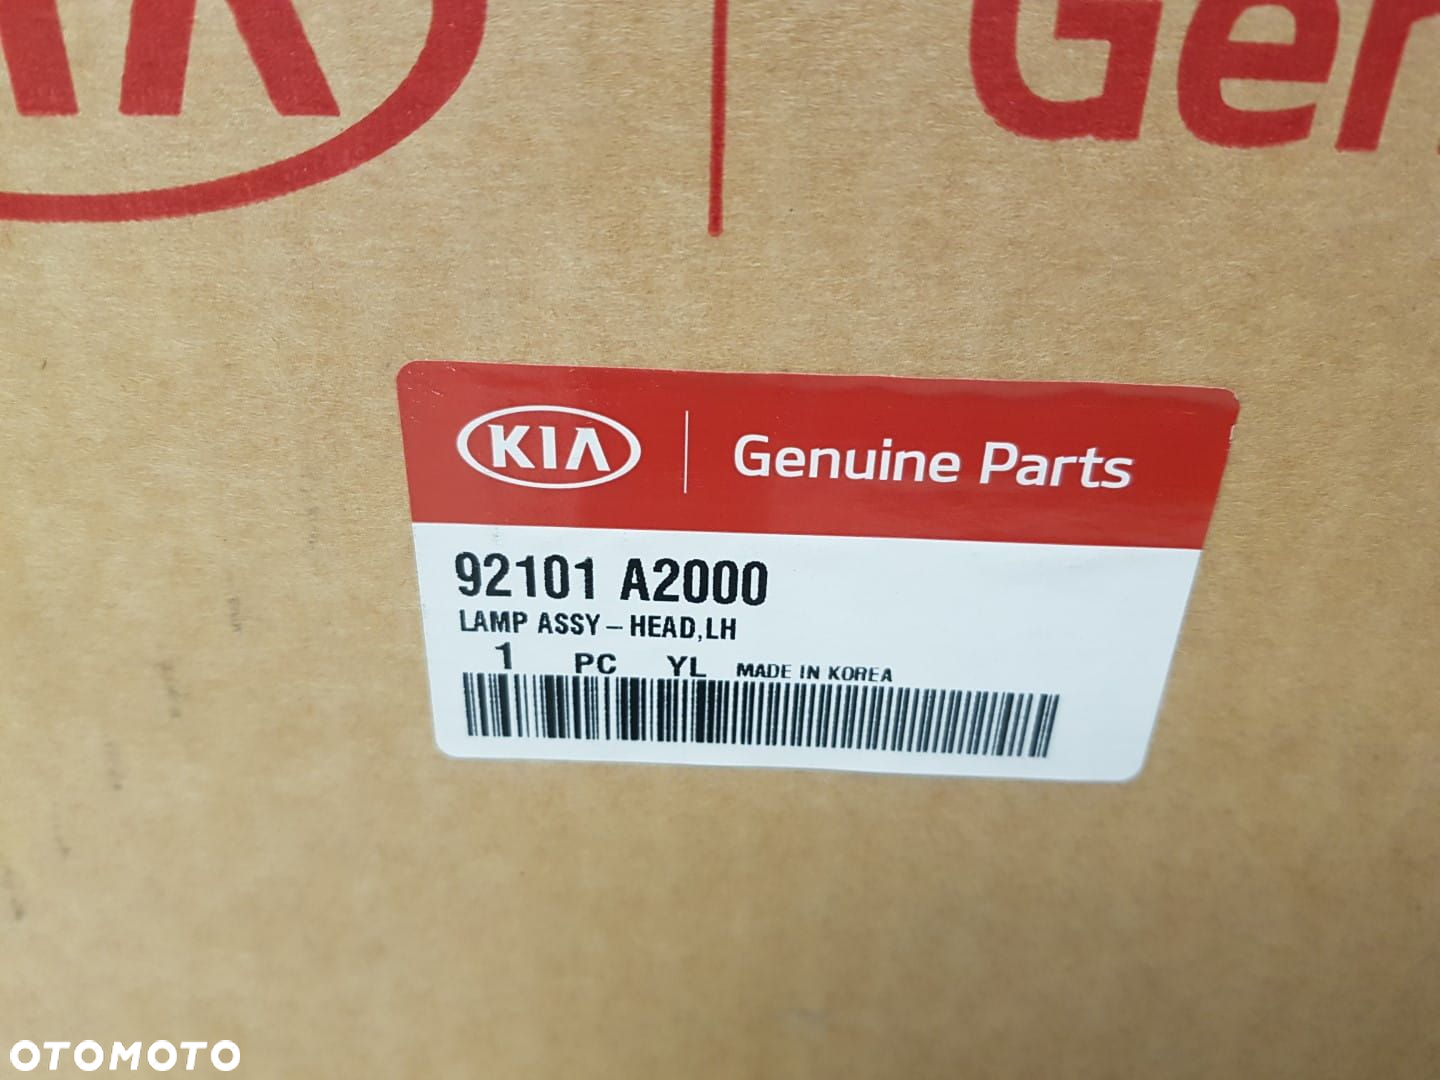 KIA Genuine Parts
92101 A2000
LAMP ASSY-HEAD,LH
1 PC YL MADE IN KOREA
OTOMOTO